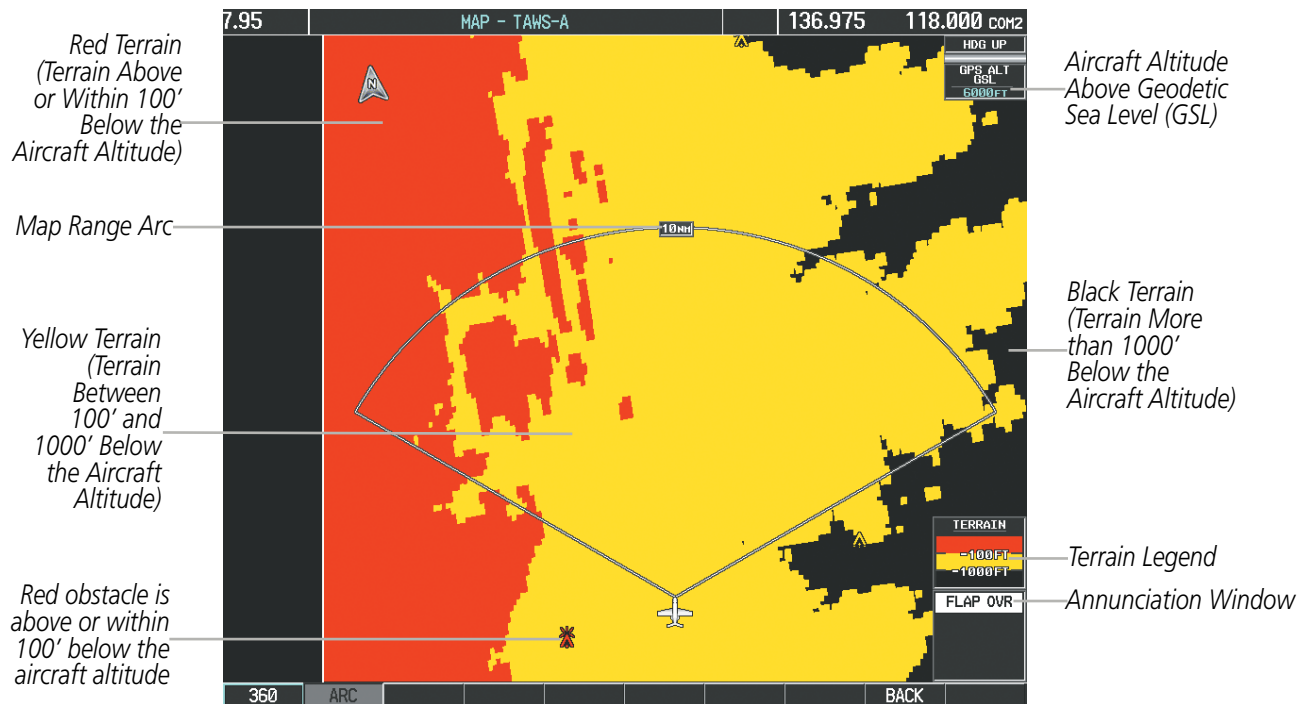 7.95 MAP - TAWS-A 136.975 118.000 COM2
HDG UP
GPS ALT
GSL
6000FT
N
Red Terrain
(Terrain Above
or Within 100'
Below the
Aircraft Altitude)
Aircraft Altitude
Above Geodetic
Sea Level (GSL)
Map Range Arc
10NM
Yellow Terrain
(Terrain
Between
100' and
1000' Below
the Aircraft
Altitude)
Black Terrain
(Terrain More
than 1000'
Below the
Aircraft Altitude)
TERRAIN
-100FT
-1000FT
Terrain Legend
FLAP OVR
Annunciation Window
Red obstacle is
above or within
100' below the
aircraft altitude
360 ARC BACK